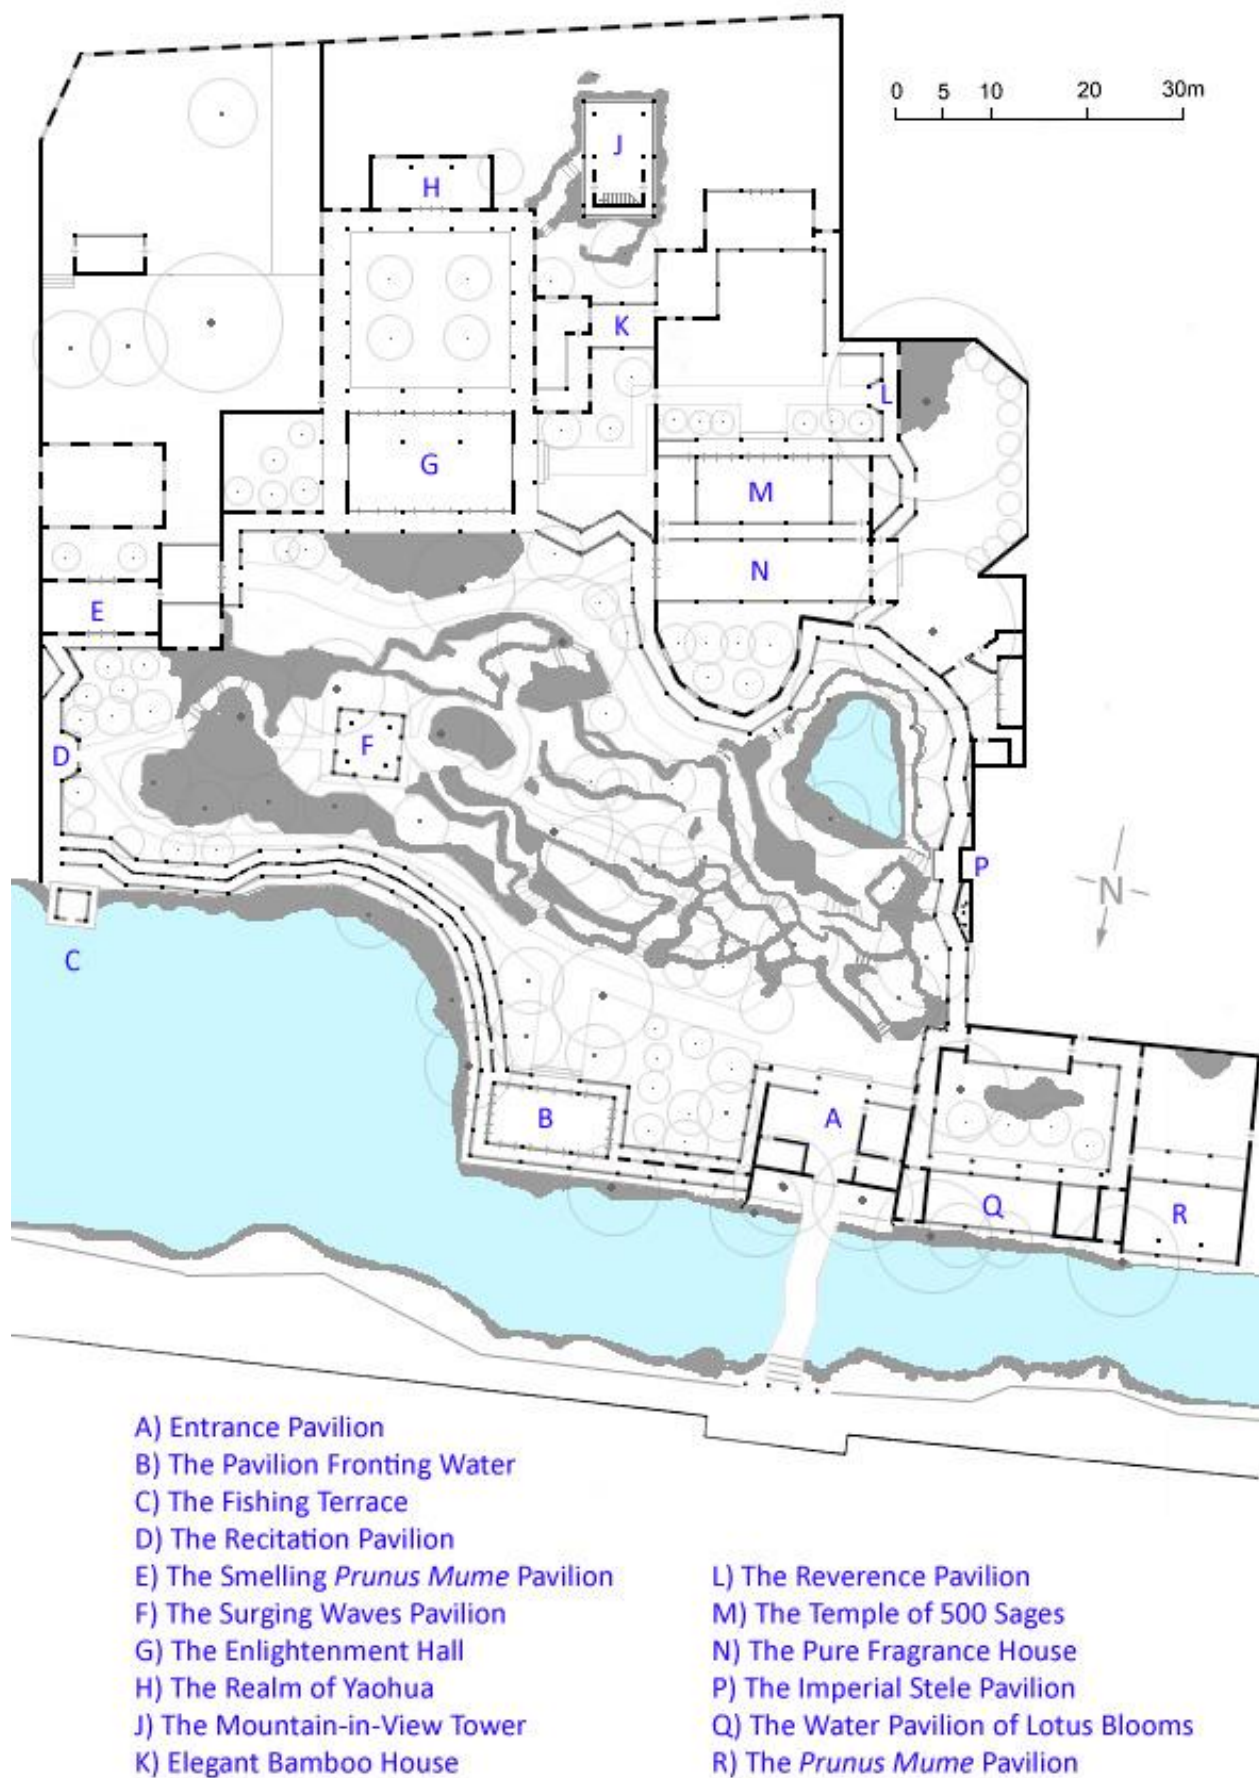 0 5 10 20 30m
J
H
K
L
G
M
N
E
F
D
P
N
C
B
A
Q
R
A) Entrance Pavilion
B) The Pavilion Fronting Water
C) The Fishing Terrace
D) The Recitation Pavilion
E) The Smelling Prunus Mume Pavilion
F) The Surging Waves Pavilion
G) The Enlightenment Hall
H) The Realm of Yaohua
J) The Mountain-in-View Tower
K) Elegant Bamboo House
L) The Reverence Pavilion
M) The Temple of 500 Sages
N) The Pure Fragrance House
P) The Imperial Stele Pavilion
Q) The Water Pavilion of Lotus Blooms
R) The Prunus Mume Pavilion